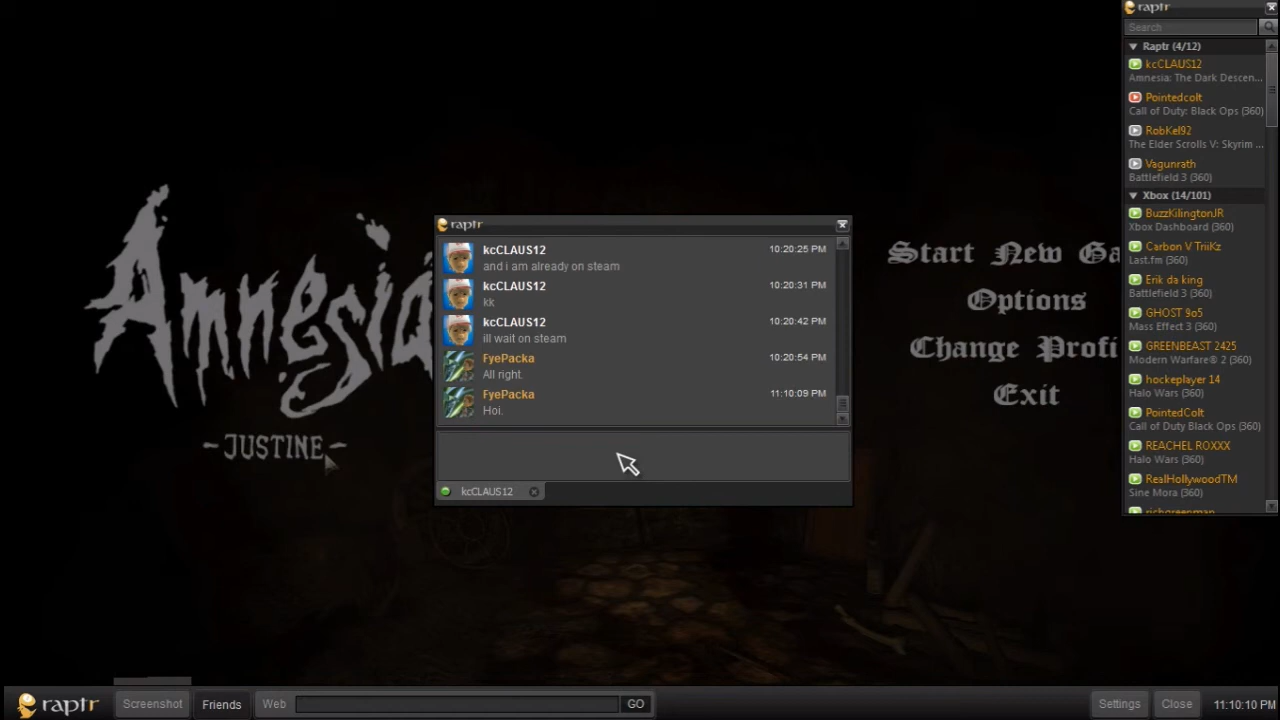 raptr
Search
Raptr (4/12)
kcCLAUS12
Amnesia: The Dark Descen...
Pointedcolt
Call of Duty: Black Ops (360)
RobKel92
The Elder Scrolls V: Skyrim ...
Vagunrath
Battlefield 3 (360)
Xbox (14/101)
BuzzKilingtonJR
Xbox Dashboard (360)
Carbon V TriiKz
Last.fm (360)
Erik da king
Battlefield 3 (360)
GHOST 9o5
Mass Effect 3 (360)
GREENBEAST 2425
Modern Warfare® 2 (360)
hockeplayer 14
Halo Wars (360)
PointedColt
Call of Duty Black Ops (360)
REACHEL ROXXX
Halo Wars (360)
RealHollywoodTM
Sine Mora (360)
richgreenman
Amnesia
-JUSTINE-
raptr
kcCLAUS12 10:20:25 PM
and i am already on steam
kcCLAUS12 10:20:31 PM
kk
kcCLAUS12 10:20:42 PM
ill wait on steam
FyePacka 10:20:54 PM
All right.
FyePacka 11:10:09 PM
Hoi.
kcCLAUS12
Start New Ga
Options
Change Profi
Exit
raptr Screenshot Friends Web GO Settings Close 11:10:10 PM